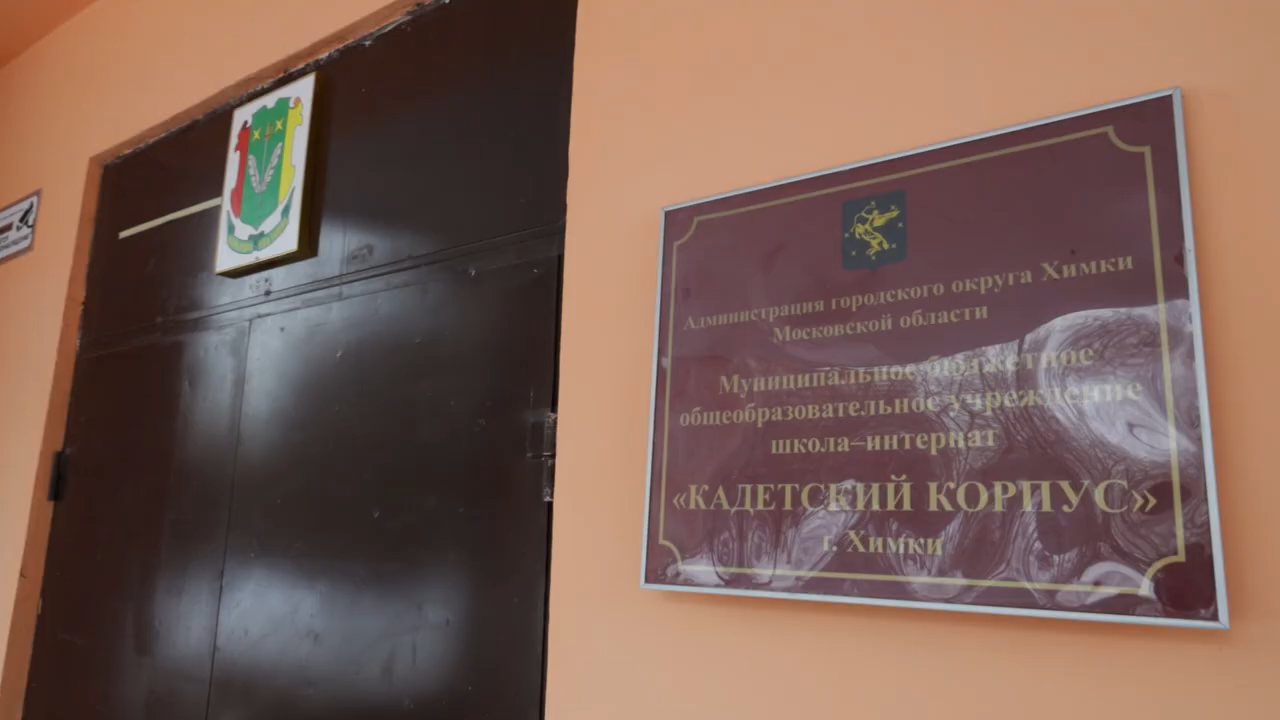 Администрация городского округа Химки
Московской области
Муниципальное бюджетное
общеобразовательное учреждение
школа–интернат
«КАДЕТСКИЙ КОРПУС»
г. Химки